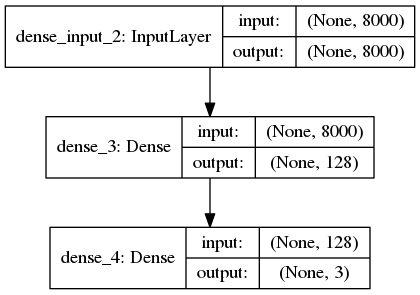 dense_input_2: InputLayer
input: (None, 8000)
output: (None, 8000)
dense_3: Dense
input: (None, 8000)
output: (None, 128)
dense_4: Dense
input: (None, 128)
output: (None, 3)